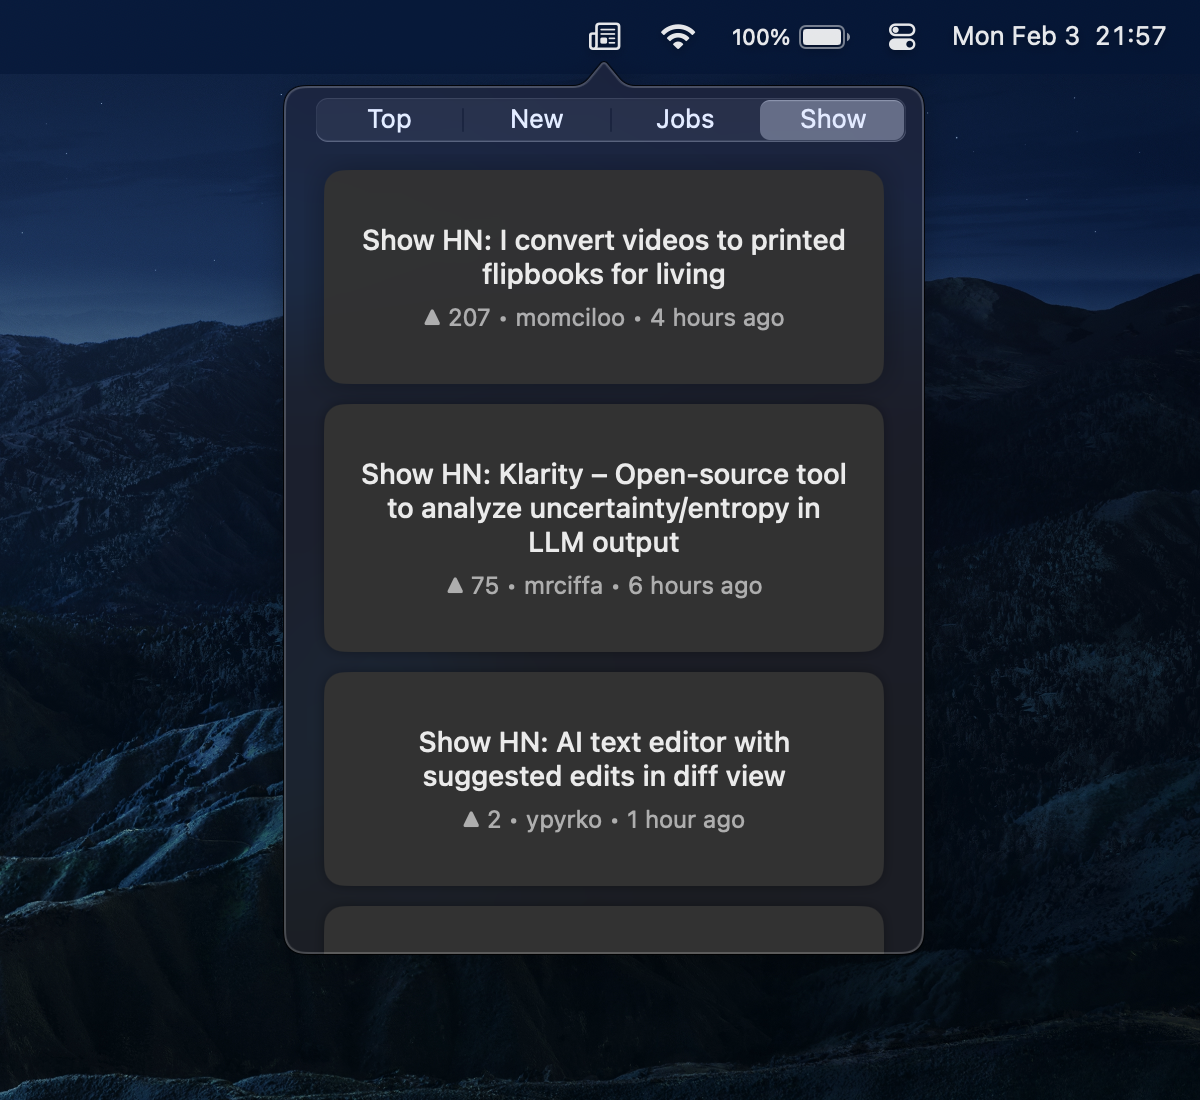 100%
Mon Feb 3 21:57
Top
New
Jobs
Show
Show HN: I convert videos to printed
flipbooks for living
▲ 207 • momciloo • 4 hours ago
Show HN: Klarity – Open-source tool
to analyze uncertainty/entropy in
LLM output
▲ 75 • mrciffa • 6 hours ago
Show HN: AI text editor with
suggested edits in diff view
▲ 2 • ypyrko • 1 hour ago